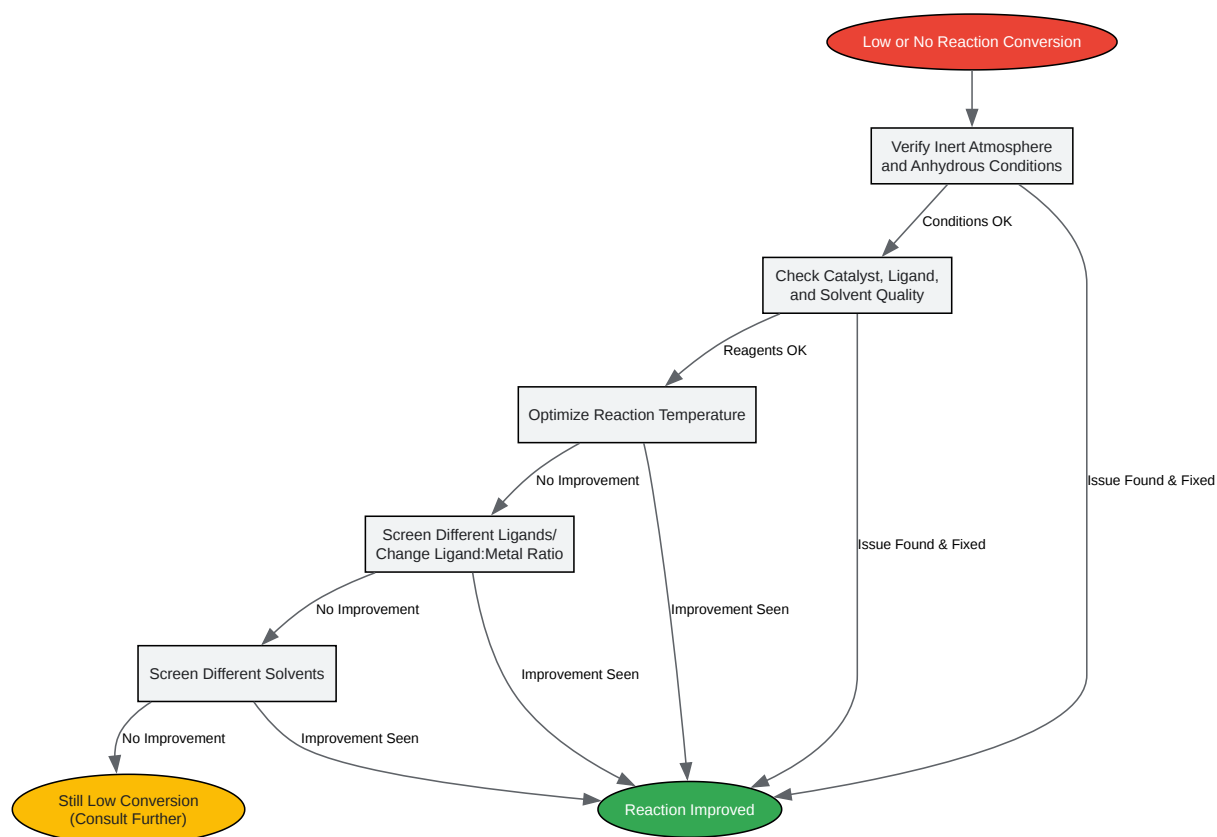 Low or No Reaction Conversion
Verify Inert Atmosphere
and Anhydrous Conditions
Conditions OK
Check Catalyst, Ligand,
and Solvent Quality
Reagents OK
Optimize Reaction Temperature
No Improvement
Issue Found & Fixed
Screen Different Ligands/
Change Ligand:Metal Ratio
Issue Found & Fixed
No Improvement
Improvement Seen
Screen Different Solvents
Improvement Seen
No Improvement
Improvement Seen
Still Low Conversion
(Consult Further)
Reaction Improved